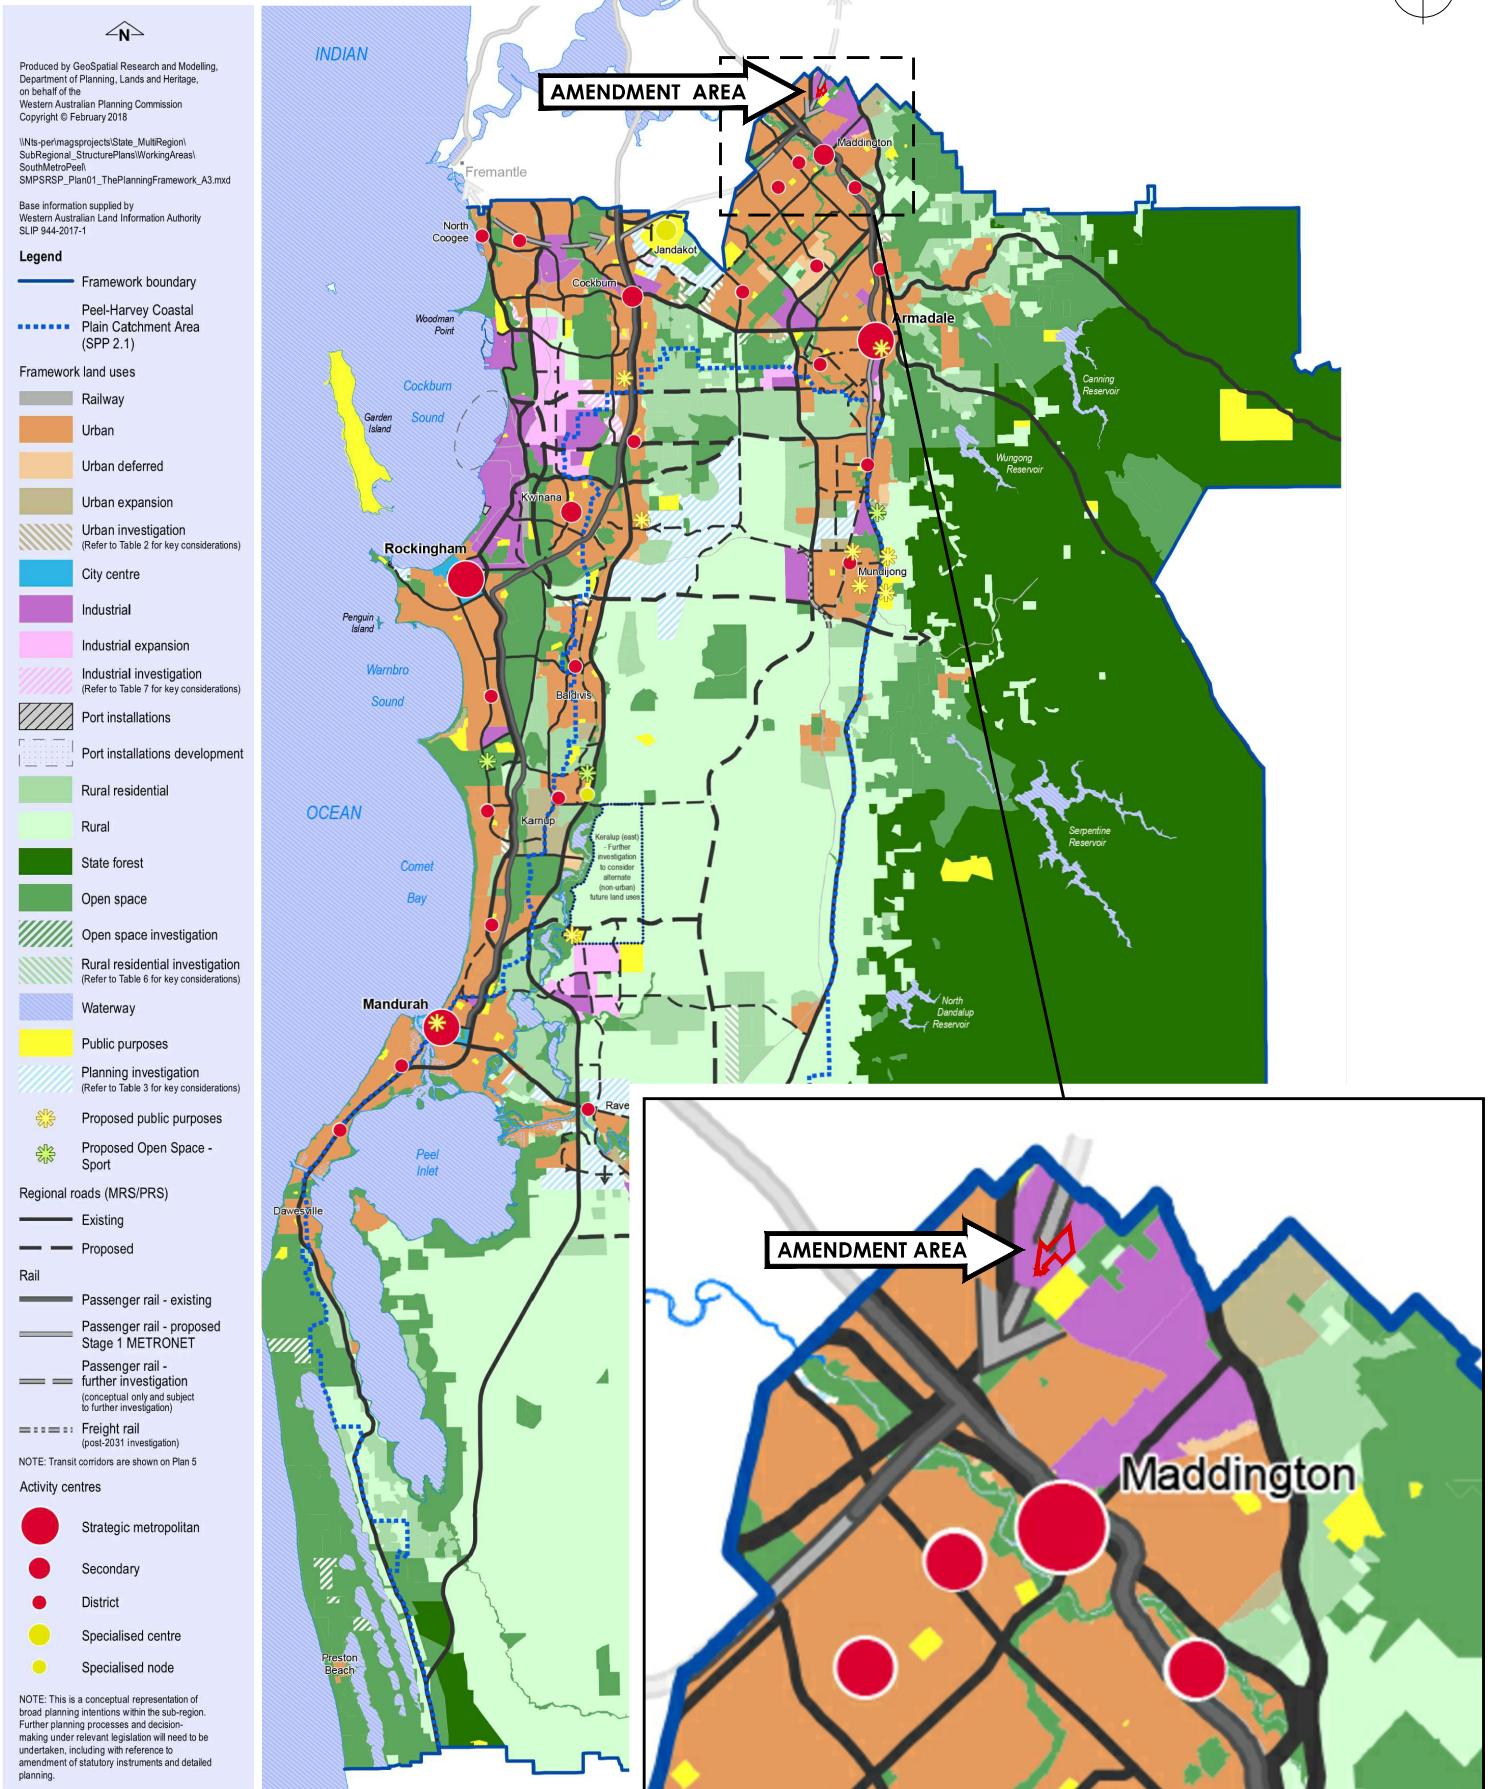 N
Produced by GeoSpatial Research and Modelling,
Department of Planning, Lands and Heritage,
on behalf of the
Western Australian Planning Commission
Copyright © February 2018
\\Nts-per\magsprojects\State_MultiRegion\
SubRegional_StructurePlans\WorkingAreas\
SouthMetroPeel\
SMPSRSP_Plan01_ThePlanningFramework_A3.mxd
Base information supplied by
Western Australian Land Information Authority
SLIP 944-2017-1
Legend
Framework boundary
Peel-Harvey Coastal
Plain Catchment Area
(SPP 2.1)
Framework land uses
Railway
Urban
Urban deferred
Urban expansion
Urban investigation
(Refer to Table 2 for key considerations)
City centre
Industrial
Industrial expansion
Industrial investigation
(Refer to Table 7 for key considerations)
Port installations
Port installations development
Rural residential
Rural
State forest
Open space
Open space investigation
Rural residential investigation
(Refer to Table 6 for key considerations)
Waterway
Public purposes
Planning investigation
(Refer to Table 3 for key considerations)
Proposed public purposes
Proposed Open Space -
Sport
Regional roads (MRS/PRS)
Existing
Proposed
Rail
Passenger rail - existing
Passenger rail - proposed
Stage 1 METRONET
Passenger rail -
further investigation
(conceptual only and subject
to further investigation)
Freight rail
(post-2031 investigation)
NOTE: Transit corridors are shown on Plan 5
Activity centres
Strategic metropolitan
Secondary
District
Specialised centre
Specialised node
NOTE: This is a conceptual representation of
broad planning intentions within the sub-region.
Further planning processes and decision-
making under relevant legislation will need to be
undertaken, including with reference to
amendment of statutory instruments and detailed
planning.
INDIAN
AMENDMENT AREA
Maddington
Fremantle
North
Coogee
Jandakot
Cockburn
Woodman
Point
Armadale
Cockburn
Sound
Garden
Island
Canning
Reservoir
Wungong
Reservoir
Kwinana
Rockingham
Mundijong
Penguin
Island
Warnbro
Sound
Baldivis
OCEAN
Karnup
Keralup (east)
- Further
investigation
to consider
alternate
(non-urban)
future land uses
Serpentine
Reservoir
Comet
Bay
Mandurah
North
Dandalup
Reservoir
Rave
Peel
Inlet
Dawesville
Preston
Beach
AMENDMENT AREA
Maddington